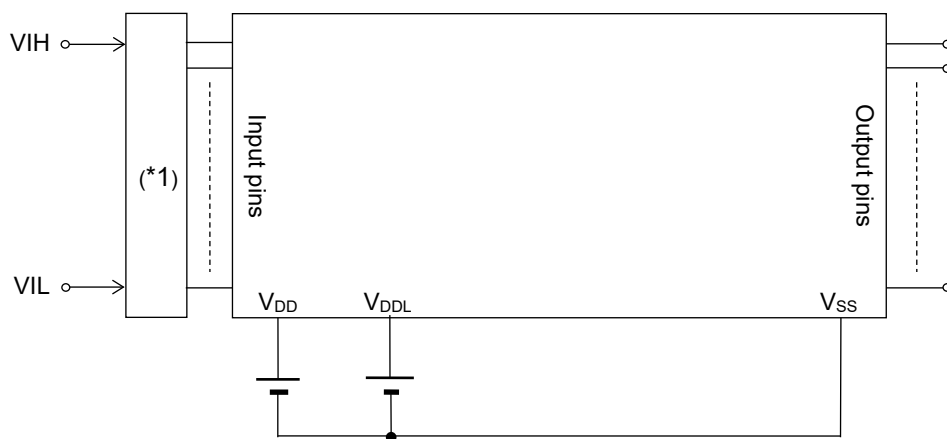 VIH
(*1)
VIL
Input pins
Output pins
VDD
VDDL
VSS